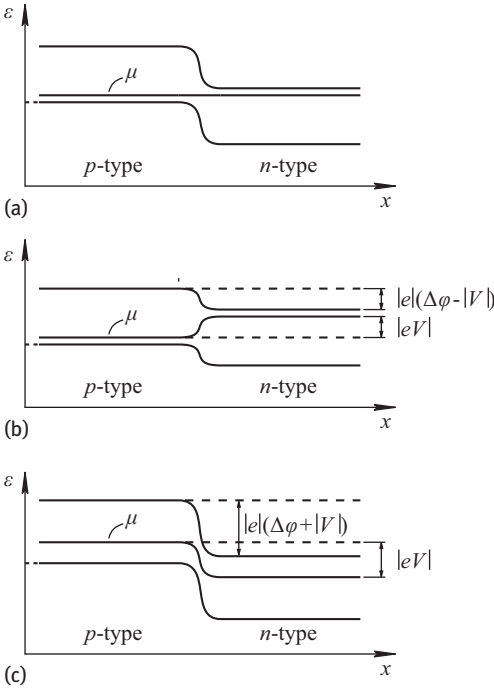 ε
μ
p-type n-type
x
(a)
ε
|e|(Δφ-|V|)
μ
|eV|
p-type n-type
x
(b)
ε
μ
|e|(Δφ+|V|)
|eV|
p-type n-type
x
(c)